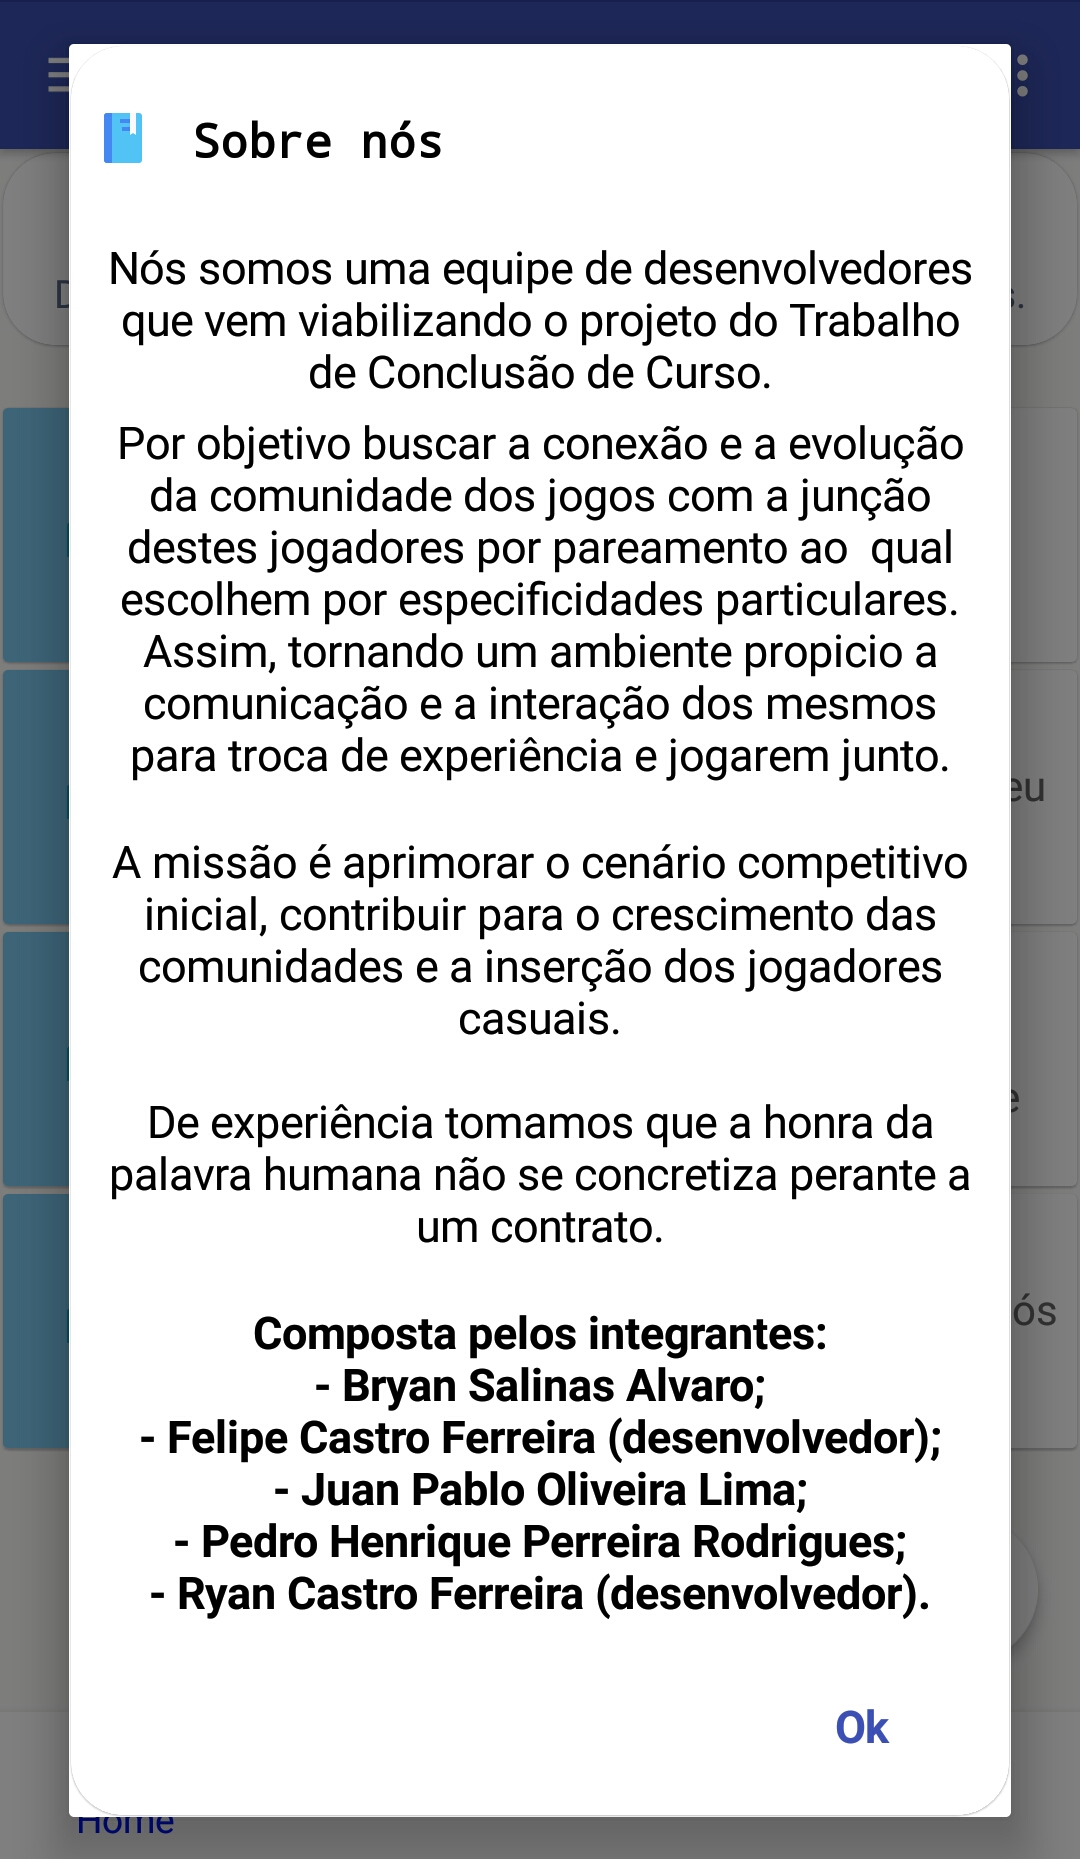 Sobre nós
Nós somos uma equipe de desenvolvedores
que vem viabilizando o projeto do Trabalho
de Conclusão de Curso.
Por objetivo buscar a conexão e a evolução
da comunidade dos jogos com a junção
destes jogadores por pareamento ao  qual
escolhem por especificidades particulares.
Assim, tornando um ambiente propicio a
comunicação e a interação dos mesmos
para troca de experiência e jogarem junto.
A missão é aprimorar o cenário competitivo
inicial, contribuir para o crescimento das
comunidades e a inserção dos jogadores
casuais.
De experiência tomamos que a honra da
palavra humana não se concretiza perante a
um contrato.
Composta pelos integrantes:
- Bryan Salinas Alvaro;
- Felipe Castro Ferreira (desenvolvedor);
- Juan Pablo Oliveira Lima;
- Pedro Henrique Perreira Rodrigues;
- Ryan Castro Ferreira (desenvolvedor).
Ok
Home